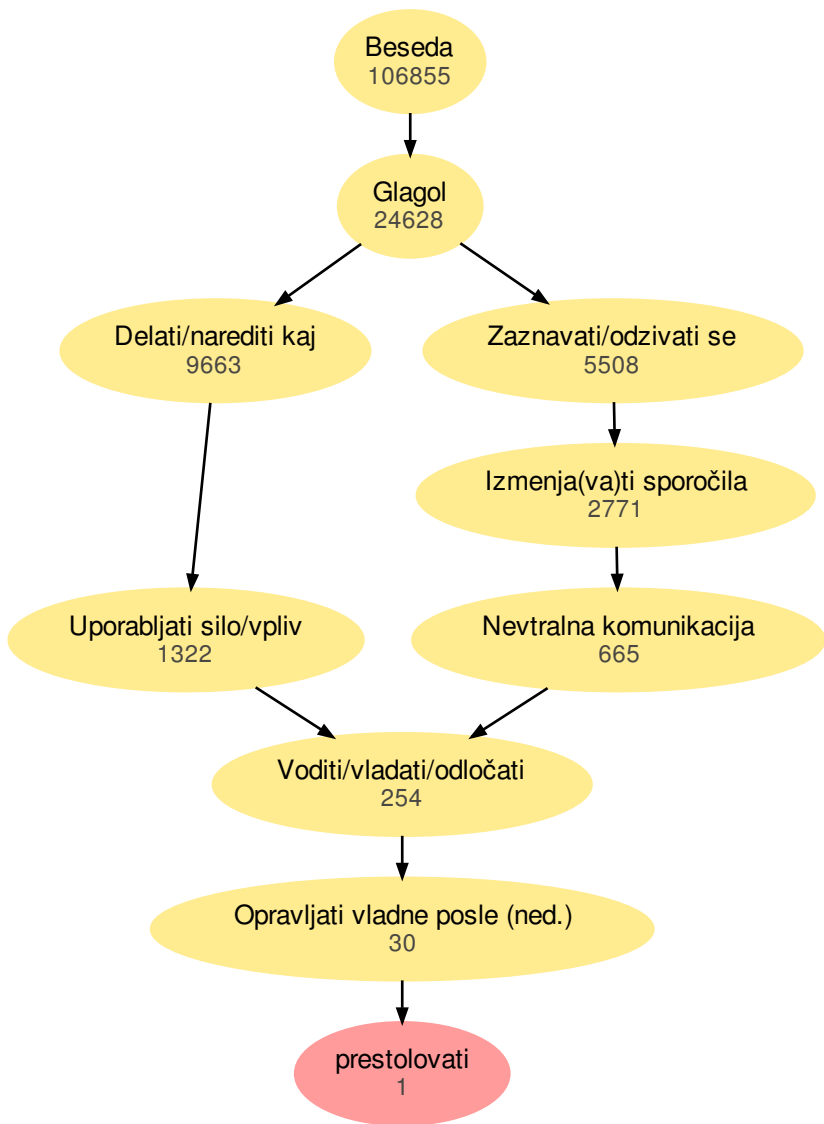 Beseda
106855
Glagol
24628
Delati/narediti kaj
9663
Zaznavati/odzivati se
5508
Izmenja(va)ti sporočila
2771
Uporabljati silo/vpliv
1322
Nevtralna komunikacija
665
Voditi/vladati/odločati
254
Opravljati vladne posle (ned.)
30
prestolovati
1